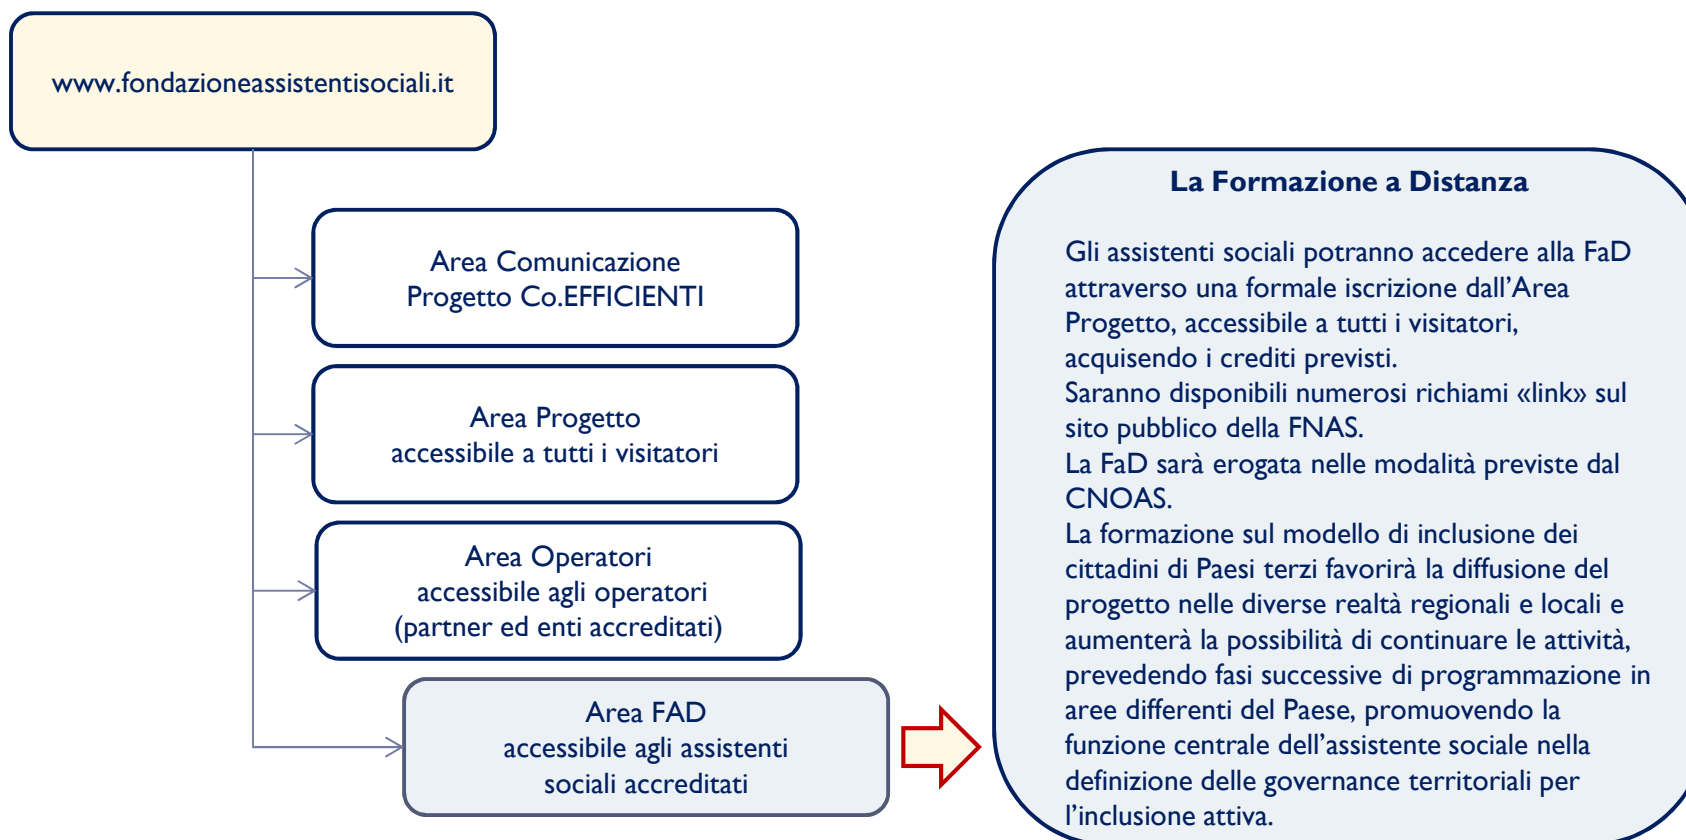 www.fondazioneassistentisociali.it
Area Comunicazione
Progetto Co.EFFICIENTI
Area Progetto
accessibile a tutti i visitatori
Area Operatori
accessibile agli operatori
(partner ed enti accreditati)
Area FAD
accessibile agli assistenti
sociali accreditati
La Formazione a Distanza
Gli assistenti sociali potranno accedere alla FaD
attraverso una formale iscrizione dall’Area
Progetto, accessibile a tutti i visitatori,
acquisendo i crediti previsti.
Saranno disponibili numerosi richiami «link» sul
sito pubblico della FNAS.
La FaD sarà erogata nelle modalità previste dal
CNOAS.
La formazione sul modello di inclusione dei
cittadini di Paesi terzi favorirà la diffusione del
progetto nelle diverse realtà regionali e locali e
aumenterà la possibilità di continuare le attività,
prevedendo fasi successive di programmazione in
aree differenti del Paese, promuovendo la
funzione centrale dell’assistente sociale nella
definizione delle governance territoriali per
l’inclusione attiva.